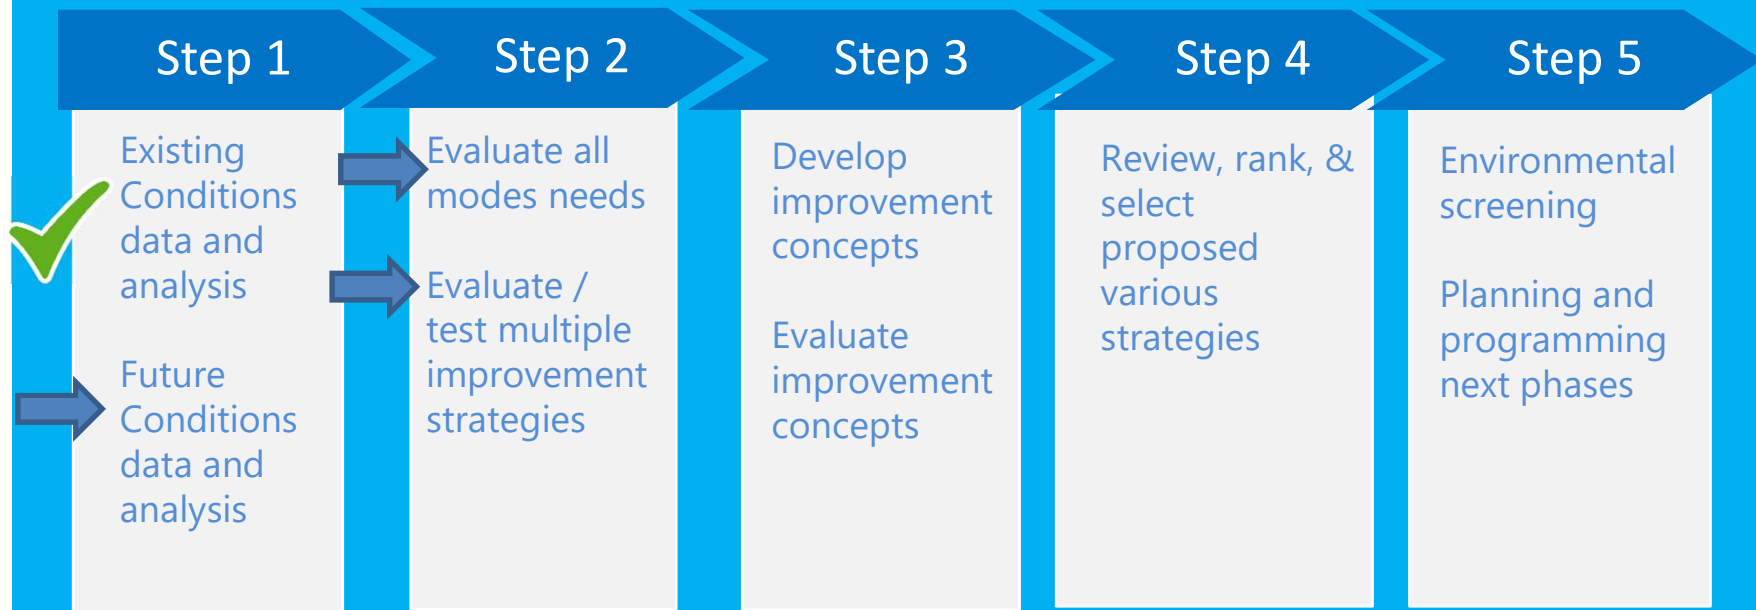 Step 1
Step 2
Step 3
Step 4
Step 5
Existing
Conditions
data and
analysis
Future
Conditions
data and
analysis
Evaluate all
modes needs
Evaluate /
test multiple
improvement
strategies
Develop
improvement
concepts
Evaluate
improvement
concepts
Review, rank, &
select
proposed
various
strategies
Environmental
screening
Planning and
programming
next phases